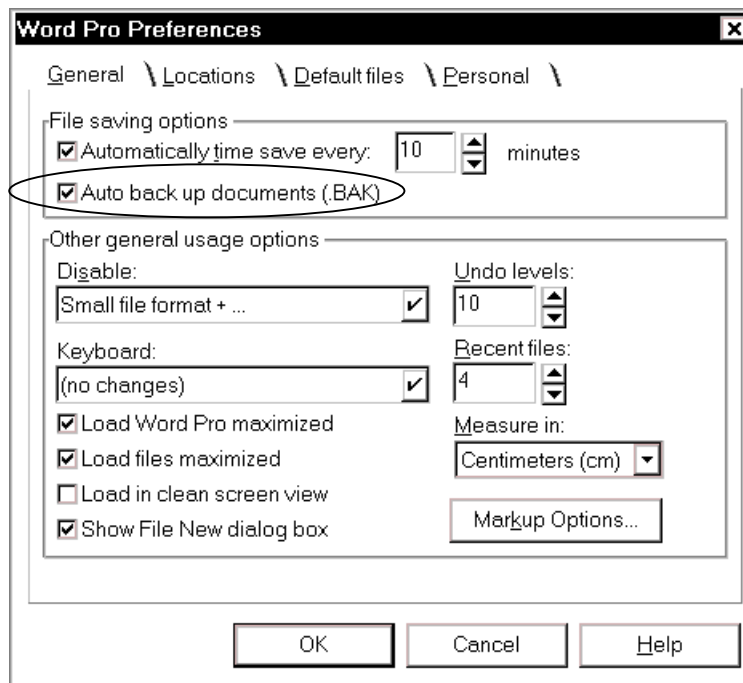 Word Pro Preferences
General Locations Default files Personal
File saving options
Automatically time save every: 10 minutes
Auto back up documents (.BAK)
Other general usage options
Disable: Undo levels:
Small file format + ... 10
Keyboard: Recent files:
(no changes) 4
Load Word Pro maximized Measure in:
Load files maximized Centimeters (cm)
Load in clean screen view
Show File New dialog box Markup Options...
OK Cancel Help